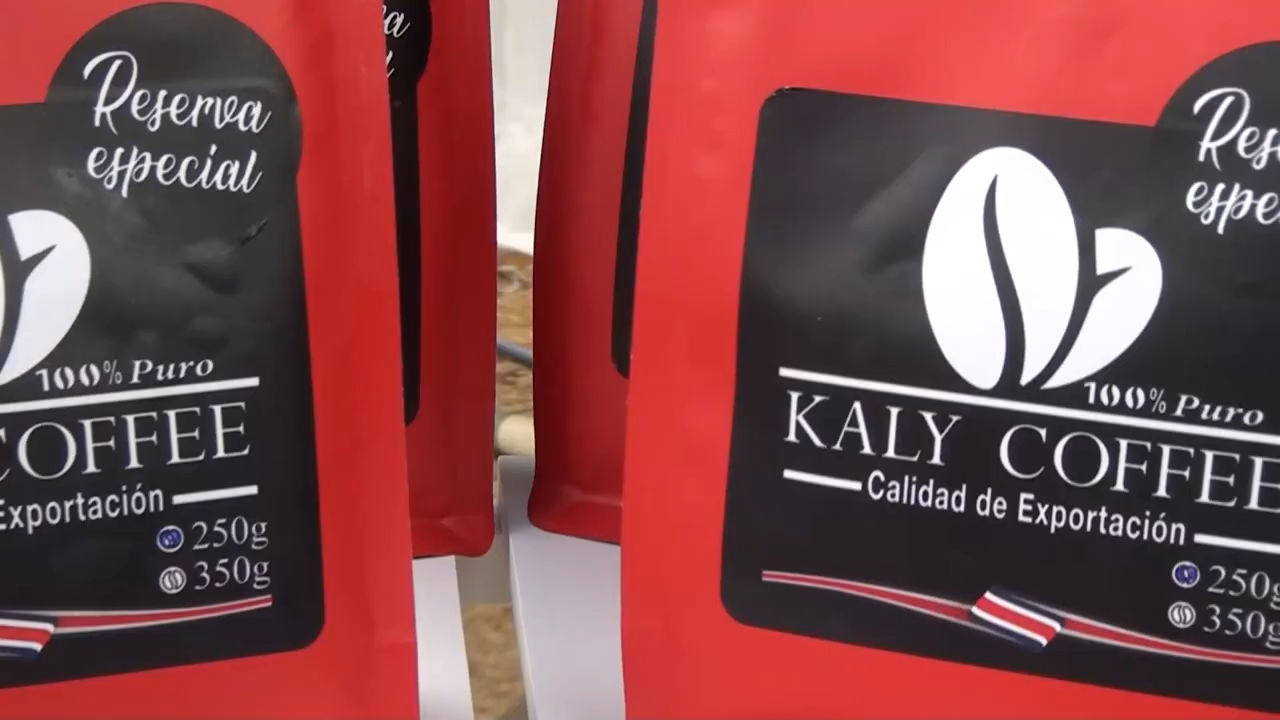 Reserva
especial
100% Puro
COFFEE
Exportación
250g
350g
100% Puro
KALY COFFEE
Calidad de Exportación
250g
350g